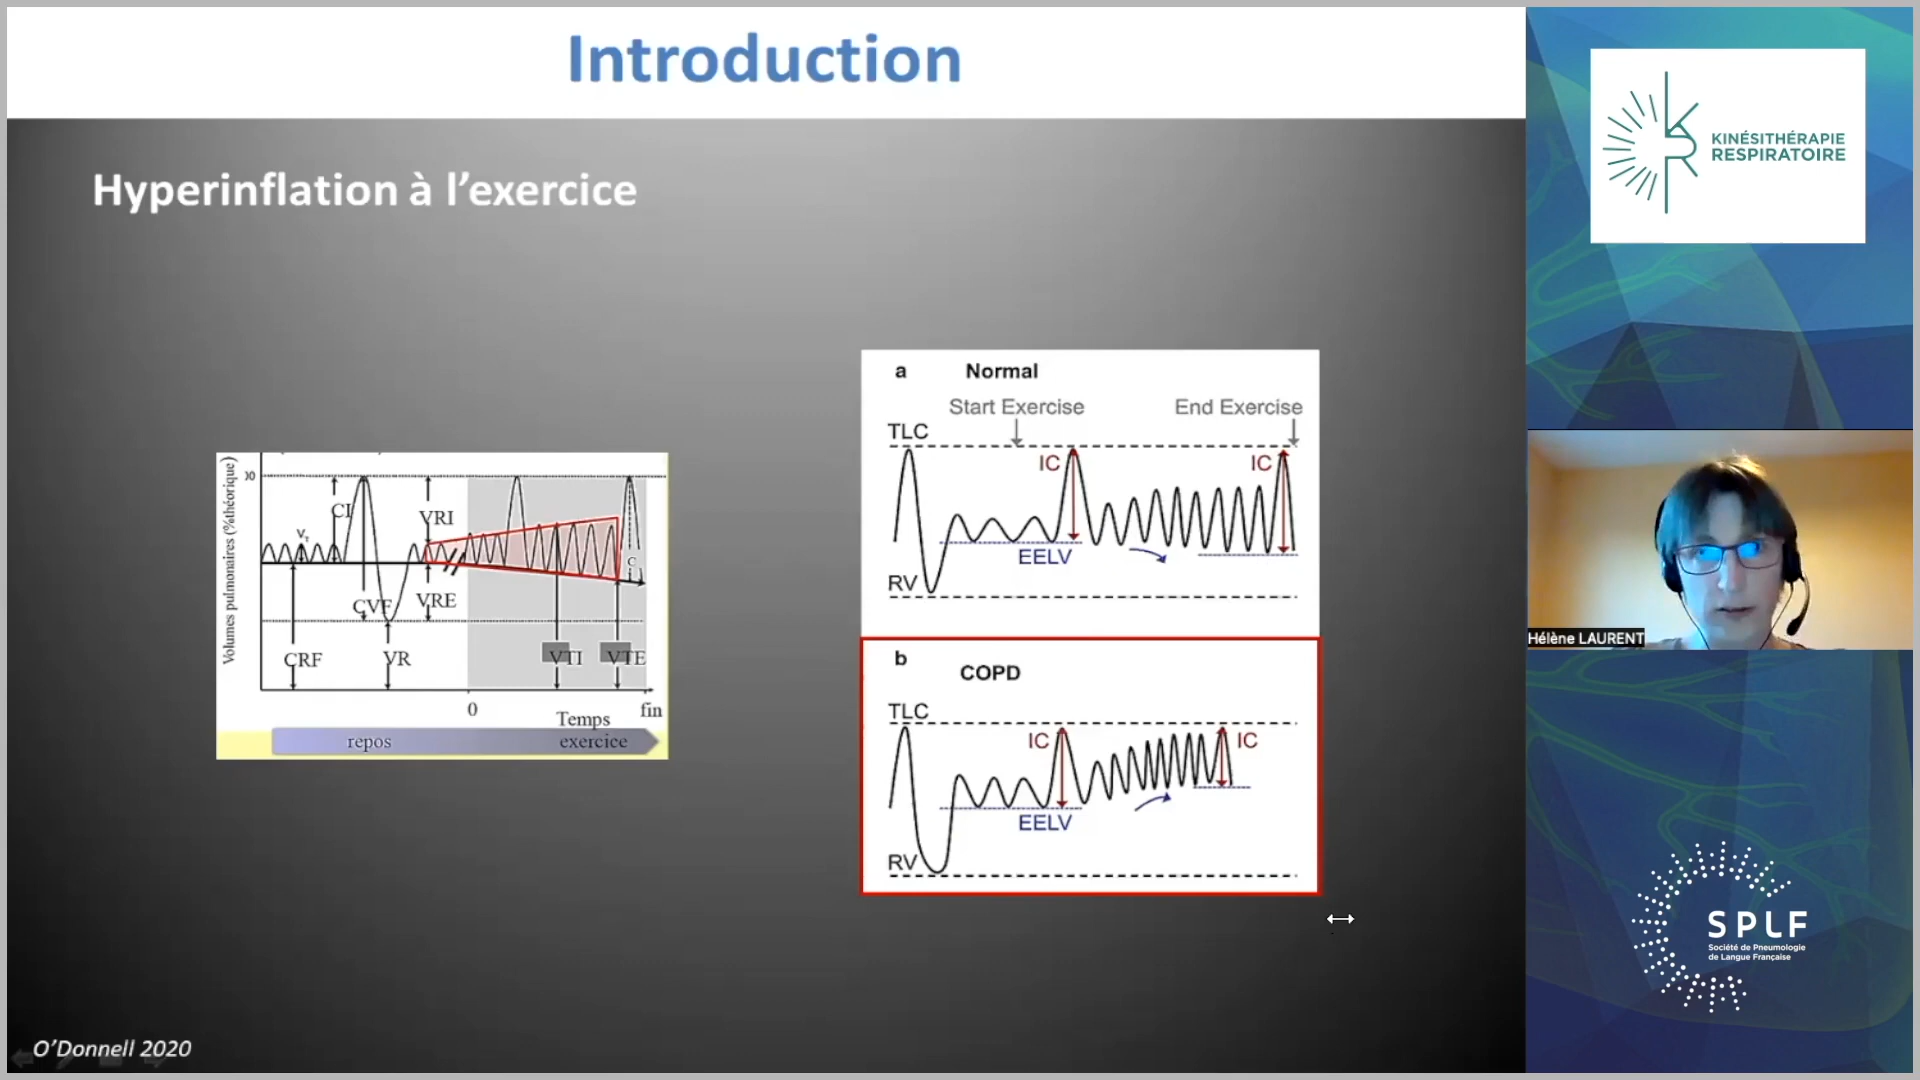 Introduction
Hyperinflation à l'exercice
Volumes pulmonaires (%théorique)
CI
VRI
CVF
VRE
CRF
VR
VTI
VTE
0
Temps
fin
repos
exercice
a Normal
Start Exercise
End Exercise
TLC
IC
IC
EELV
RV
b
COPD
TLC
IC
IC
EELV
RV
O'Donnell 2020
KINÉSITHÉRAPIE
RESPIRATOIRE
Hélène LAURENT
SPLF
Société de Pneumologie
de Langue Française